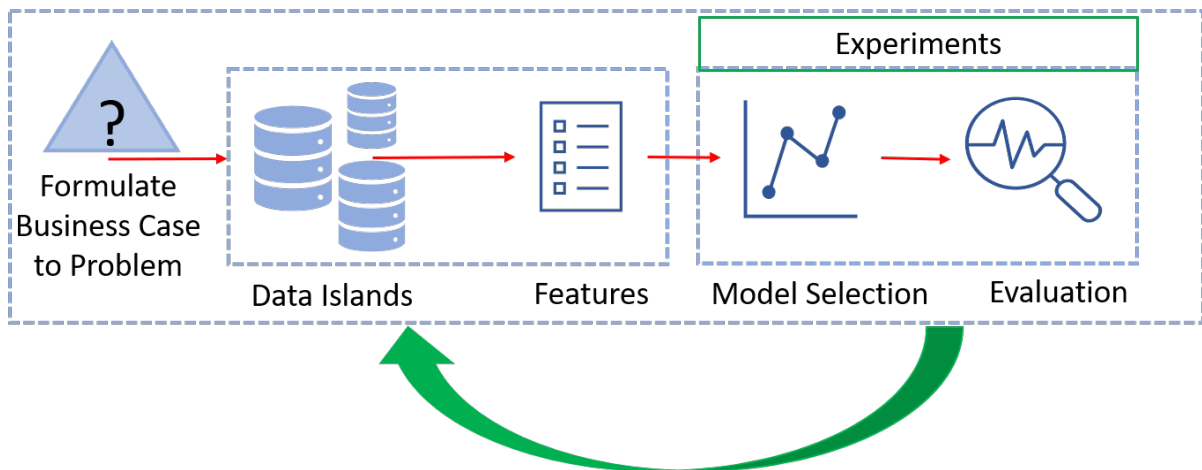 Experiments
?
Formulate
Business Case
to Problem
Data Islands
Features
Model Selection
Evaluation